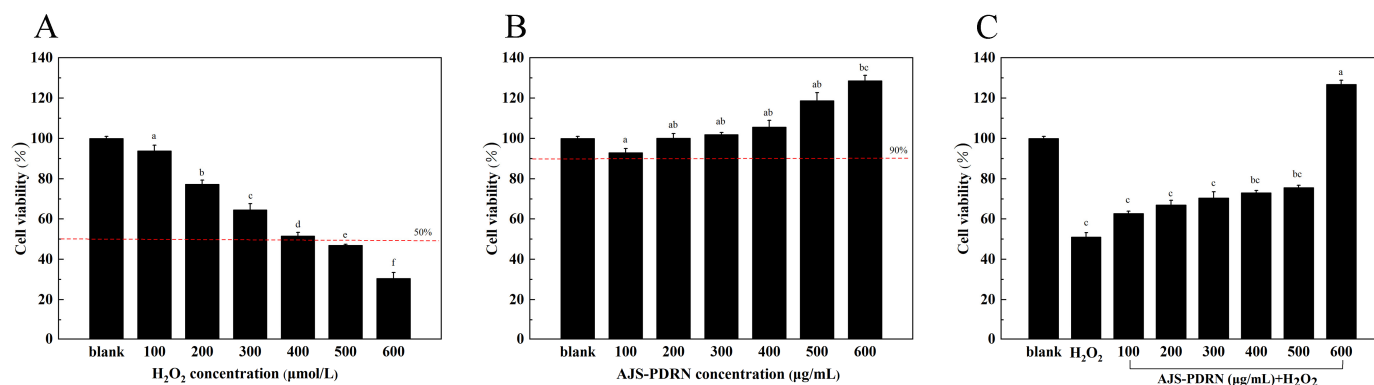 A
Cell viability (%)
140
120
100
80
60
40
20
0
a
b
c
d
e
f
50%
blank 100 200 300 400 500 600
H₂O₂ concentration (μmol/L)
B
Cell viability (%)
140
120
100
80
60
40
20
0
a
ab
ab
ab
ab
bc
90%
blank 100 200 300 400 500 600
AJS-PDRN concentration (μg/mL)
C
Cell viability (%)
140
120
100
80
60
40
20
0
c
c
c
c
bc
bc
a
blank H₂O₂ 100 200 300 400 500 600
AJS-PDRN (μg/mL)+H₂O₂